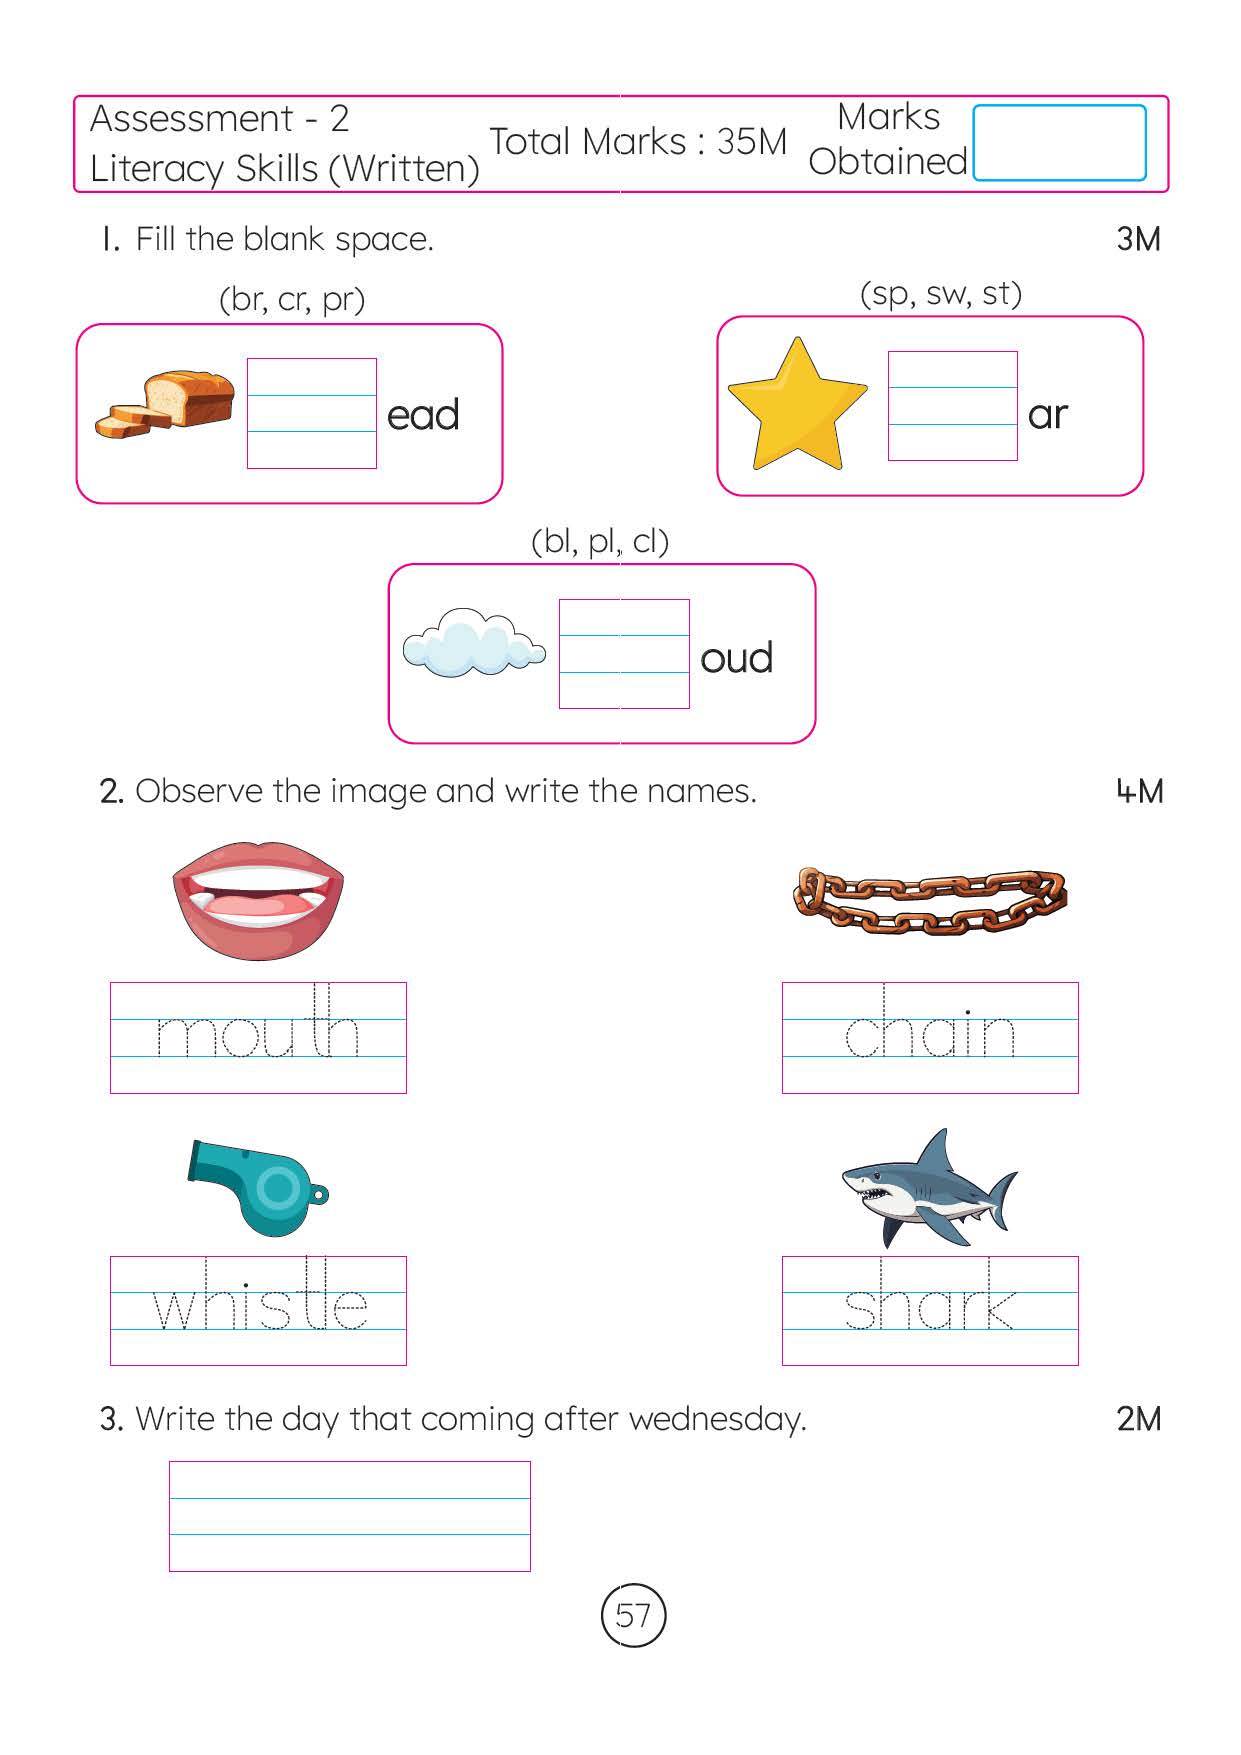 Assessment - 2
Literacy Skills (Written)
Total Marks : 35M
Marks
Obtained
1. Fill the blank space. 3M
(br, cr, pr)
(sp, sw, st)
ead
ar
(bl, pl, cl)
oud
2. Observe the image and write the names. 4M
mouth
chain
whistle
shark
3. Write the day that coming after wednesday. 2M
57